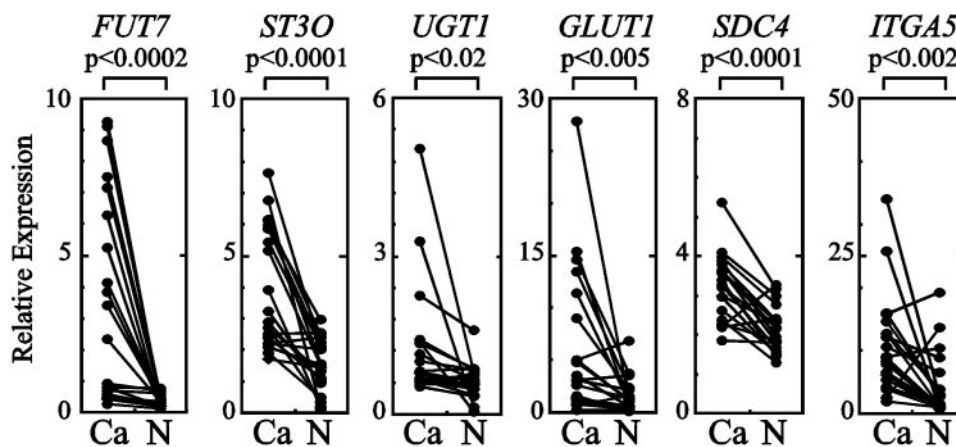 FUT7 ST3O UGT1 GLUT1 SDC4 ITGA5
p<0.0002 p<0.0001 p<0.02 p<0.005 p<0.0001 p<0.002
10 10 6 30 8 50
Relative Expression
5 5 3 15 4 25
0 0 0 0 0 0
Ca N Ca N Ca N Ca N Ca N Ca N